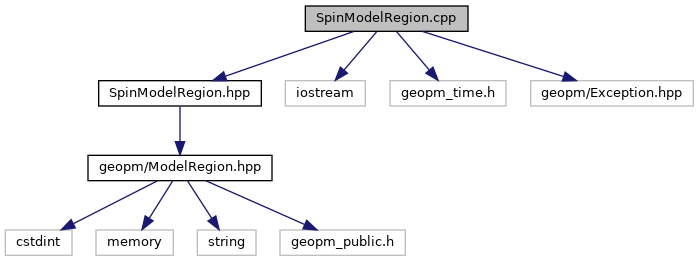 SpinModelRegion.cpp
SpinModelRegion.hpp
iostream
geopm_time.h
geopm/Exception.hpp
geopm/ModelRegion.hpp
cstdint
memory
string
geopm_public.h